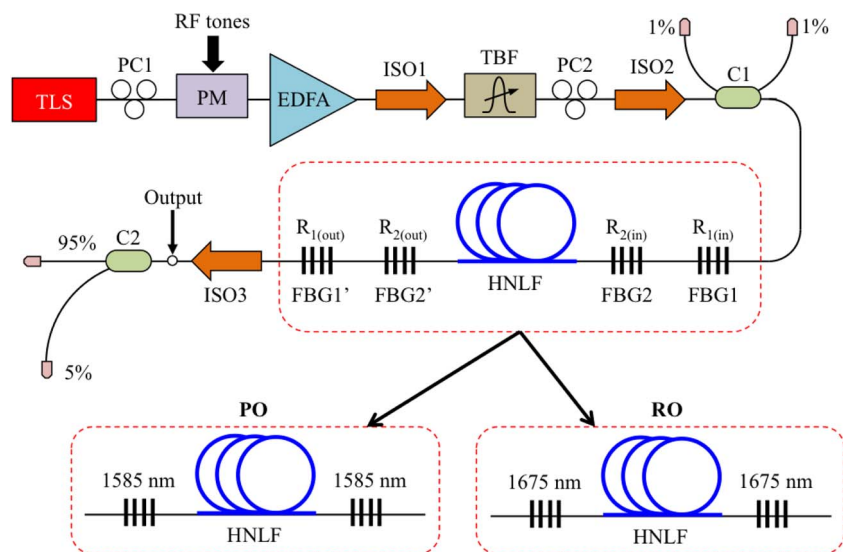 RF tones
1%
1%
PC1
ISO1
TBF
PC2
ISO2
C1
TLS
PM
EDFA
Output
95%
C2
R1(out)
R2(out)
R2(in)
R1(in)
ISO3
FBG1’
FBG2’
HNLF
FBG2
FBG1
5%
PO
RO
1585 nm
1585 nm
1675 nm
1675 nm
HNLF
HNLF